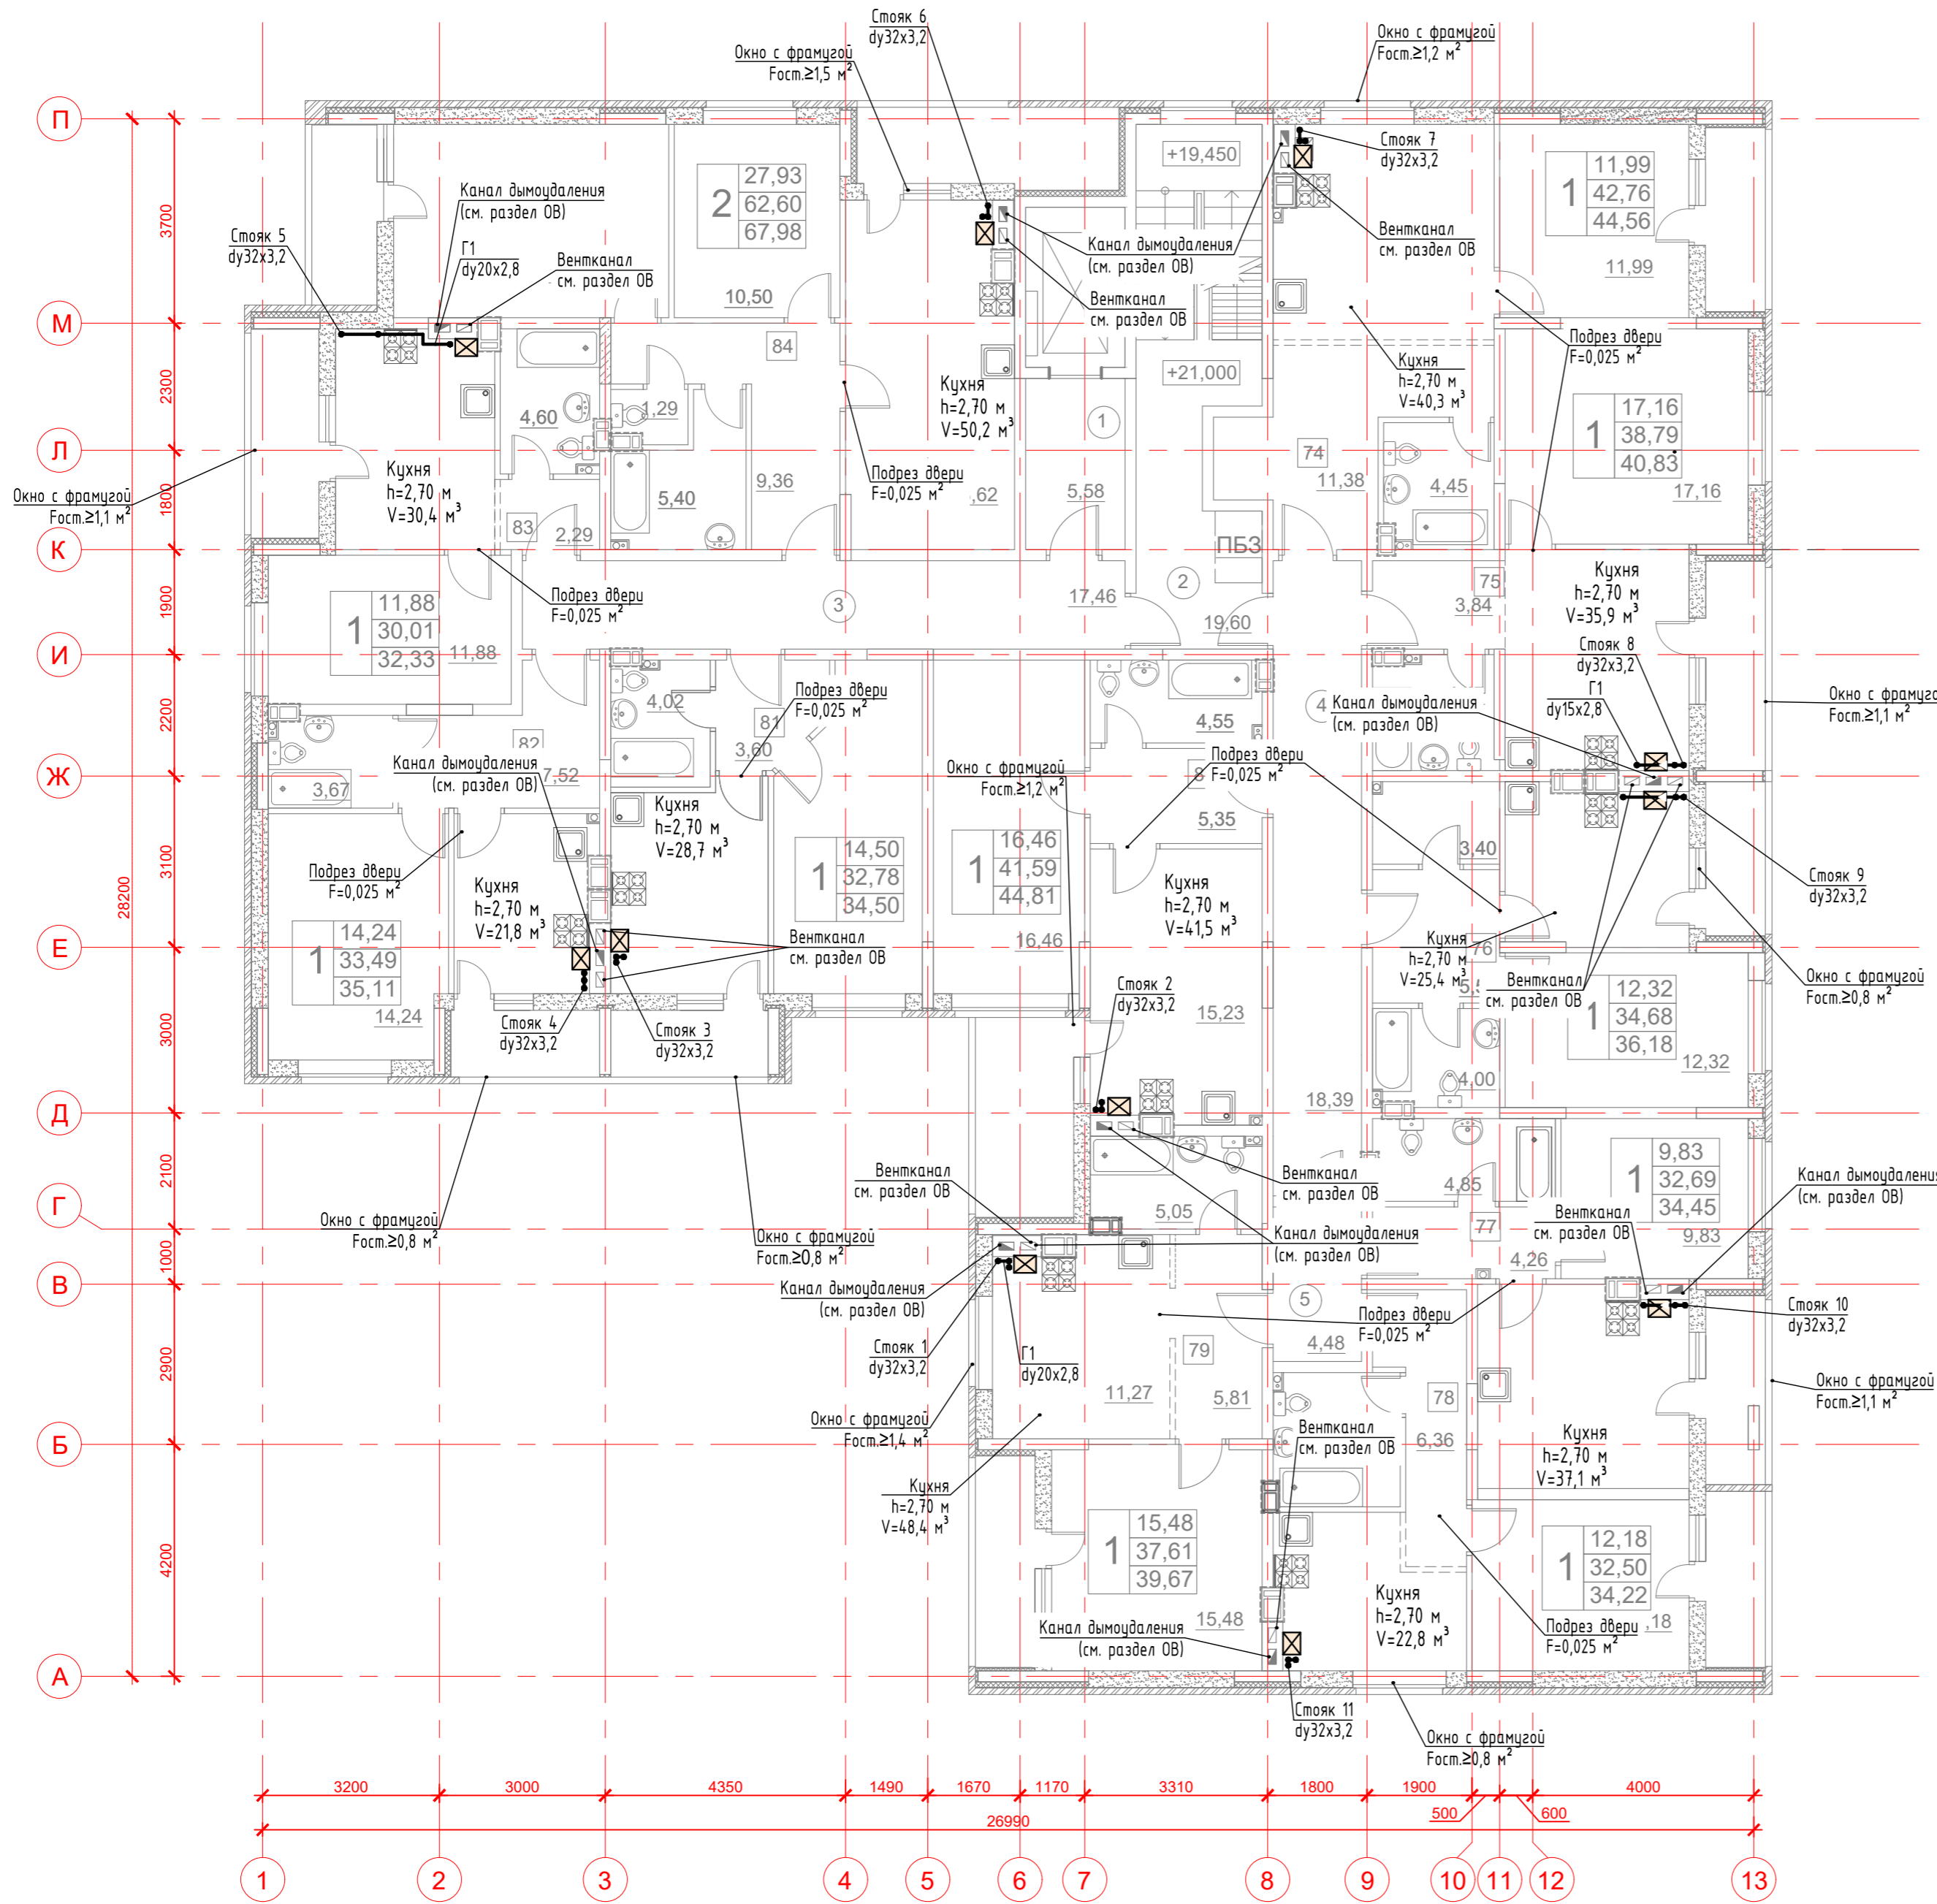 Стояк 6
dy32x3,2
Окно с фрамугой
Fост.≥1,5 м²
Окно с фрамугой
Fост.≥1,2 м²
П
Стояк 7
dy32x3,2
+19,450
2
27,93
62,60
67,98
1
11,99
42,76
44,56
Канал дымоудаления
(см. раздел ОВ)
3700
Стояк 5
dy32x3,2
Г1
dy20x2,8
Вентканал
см. раздел ОВ
Канал дымоудаления
(см. раздел ОВ)
Вентканал
см. раздел ОВ
11,99
Вентканал
см. раздел ОВ
10,50
М
84
Подрез двери
F=0,025 м²
+21,000
Кухня
h=2,70 м
V=40,3 м³
2300
Кухня
h=2,70 м
V=50,2 м³
4,60
1,29
1
1
17,16
38,79
40,83
Л
74
Кухня
h=2,70 м
V=30,4 м³
5,40
9,36
Подрез двери
F=0,025 м²
,62
5,58
11,38
4,45
17,16
Окно с фрамугой
Fост.≥1,1 м²
1800
83
2,29
ПБЗ
К
Кухня
h=2,70 м
V=35,9 м³
Подрез двери
F=0,025 м²
1900
1
11,88
30,01
32,33
11,88
3
17,46
2
19,60
75
3,84
И
Стояк 8
dy32x3,2
4,02
81
3,60
Подрез двери
F=0,025 м²
4
Г1
dy15x2,8
Канал дымоудаления
(см. раздел ОВ)
Окно с фрамуго
Fост.≥1,1 м²
2200
4,55
82
7,52
Канал дымоудаления
(см. раздел ОВ)
Подрез двери
F=0,025 м²
8
Ж
3,67
Окно с фрамугой
Fост.≥1,2 м²
Кухня
h=2,70 м
V=28,7 м³
5,35
3,40
3100
28200
1
14,50
32,78
34,50
1
16,46
41,59
44,81
Подрез двери
F=0,025 м²
Кухня
h=2,70 м
V=21,8 м³
Кухня
h=2,70 м
V=41,5 м³
Стояк 9
dy32x3,2
Е
1
14,24
33,49
35,11
Вентканал
см. раздел ОВ
16,46
Кухня
h=2,70 м
V=25,4 м³
76
Вентканал
см. раздел ОВ
Окно с фрамугой
Fост.≥0,8 м²
14,24
Стояк 4
dy32x3,2
Стояк 3
dy32x3,2
Стояк 2
dy32x3,2
15,23
1
12,32
34,68
36,18
12,32
3000
4,00
Д
18,39
2100
Вентканал
см. раздел ОВ
Вентканал
см. раздел ОВ
4,85
1
9,83
32,69
34,45
9,83
Канал дымоудаления
(см. раздел ОВ)
Г
Окно с фрамугой
Fост.≥0,8 м²
Окно с фрамугой
Fост.≥0,8 м²
5,05
Канал дымоудаления
(см. раздел ОВ)
77
4,26
Вентканал
см. раздел ОВ
1000
В
Канал дымоудаления
(см. раздел ОВ)
5
Подрез двери
F=0,025 м²
4,48
Стояк 10
dy32x3,2
2900
Стояк 1
dy32x3,2
Г1
dy20x2,8
79
11,27
5,81
78
Окно с фрамугой
Fост.≥1,1 м²
Б
Окно с фрамугой
Fост.≥1,4 м²
Вентканал
см. раздел ОВ
6,36
Кухня
h=2,70 м
V=37,1 м³
Кухня
h=2,70 м
V=48,4 м³
4200
1
15,48
37,61
39,67
1
12,18
32,50
34,22
15,48
Канал дымоудаления
(см. раздел ОВ)
Кухня
h=2,70 м
V=22,8 м³
Подрез двери
F=0,025 м²
,18
А
Стояк 11
dy32x3,2
Окно с фрамугой
Fост.≥0,8 м²
3200
3000
4350
1490
1670
1170
3310
1800
1900
500
600
4000
26990
1
2
3
4
5
6
7
8
9
10
11
12
13